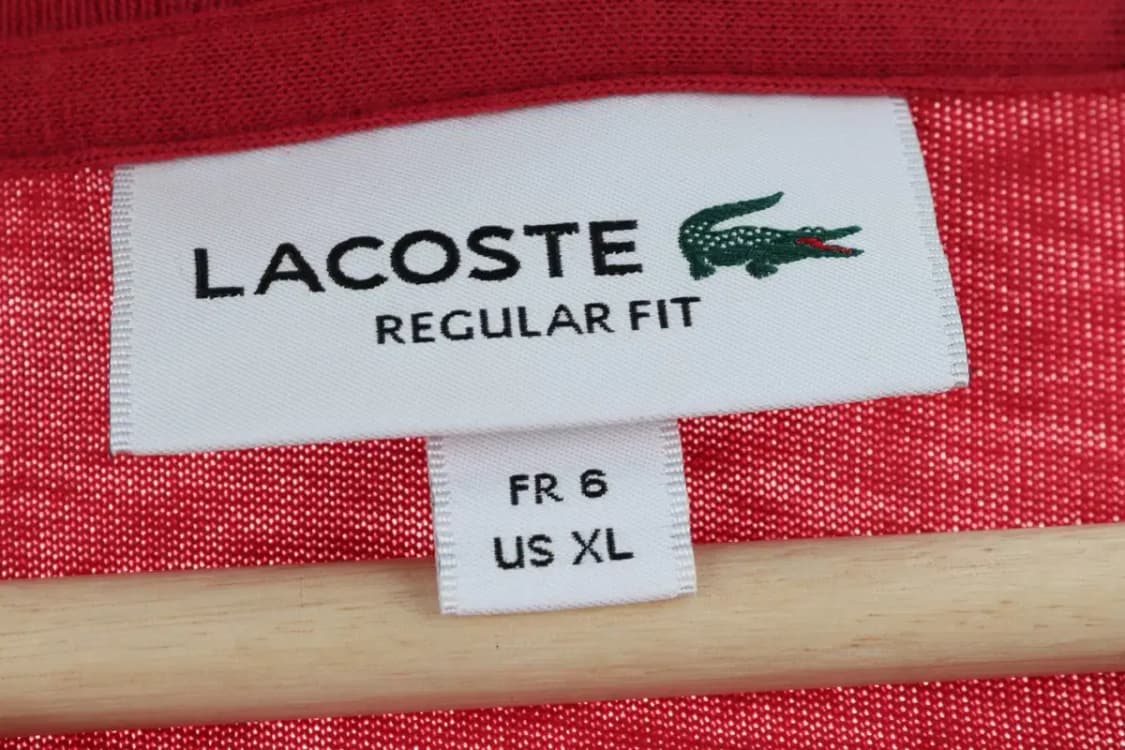 LACOSTE
REGULAR FIT
FR 6
US XL